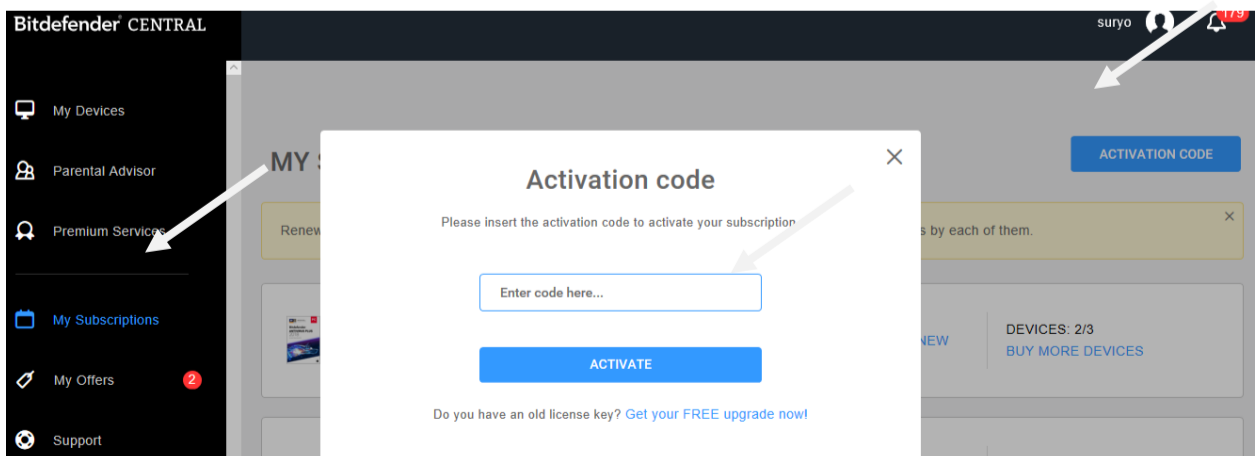 Bitdefender CENTRAL
suryo
179
My Devices
Parental Advisor
Premium Services
My Subscriptions
My Offers 2
Support
MY
ACTIVATION CODE
Renew
s by each of them.
Activation code
Please insert the activation code to activate your subscription
Enter code here...
ACTIVATE
Do you have an old license key? Get your FREE upgrade now!
NEW
DEVICES: 2/3
BUY MORE DEVICES